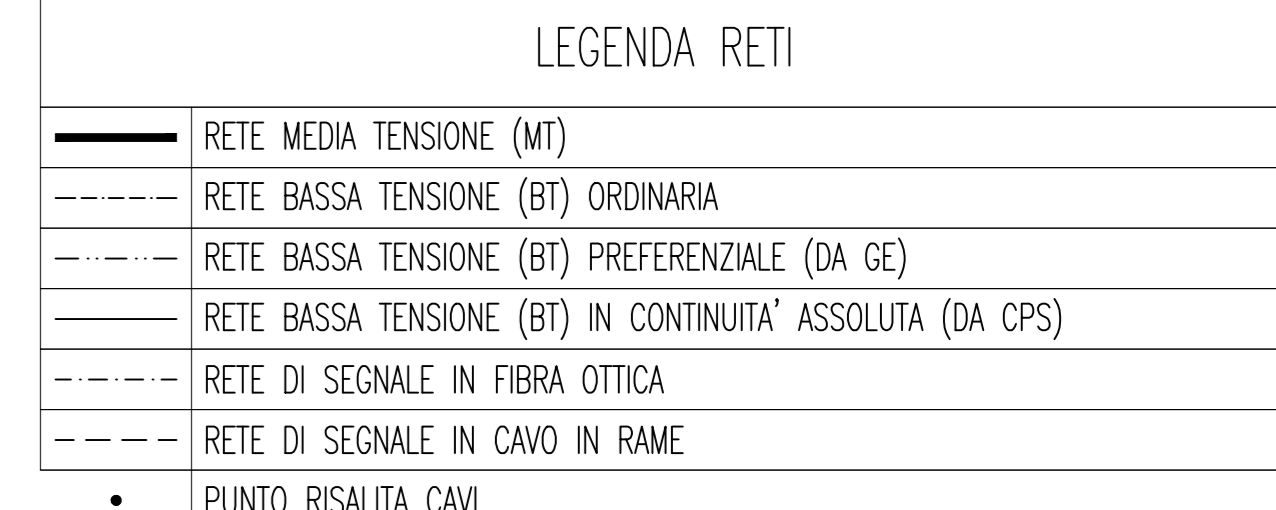 LEGENDA RETI
RETE MEDIA TENSIONE (MT)
RETE BASSA TENSIONE (BT) ORDINARIA
RETE BASSA TENSIONE (BT) PREFERENZIALE (DA GE)
RETE BASSA TENSIONE (BT) IN CONTINUITA' ASSOLUTA (DA CPS)
RETE DI SEGNALE IN FIBRA OTTICA
RETE DI SEGNALE IN CAVO IN RAME
PUNTO RISALITA CAVI